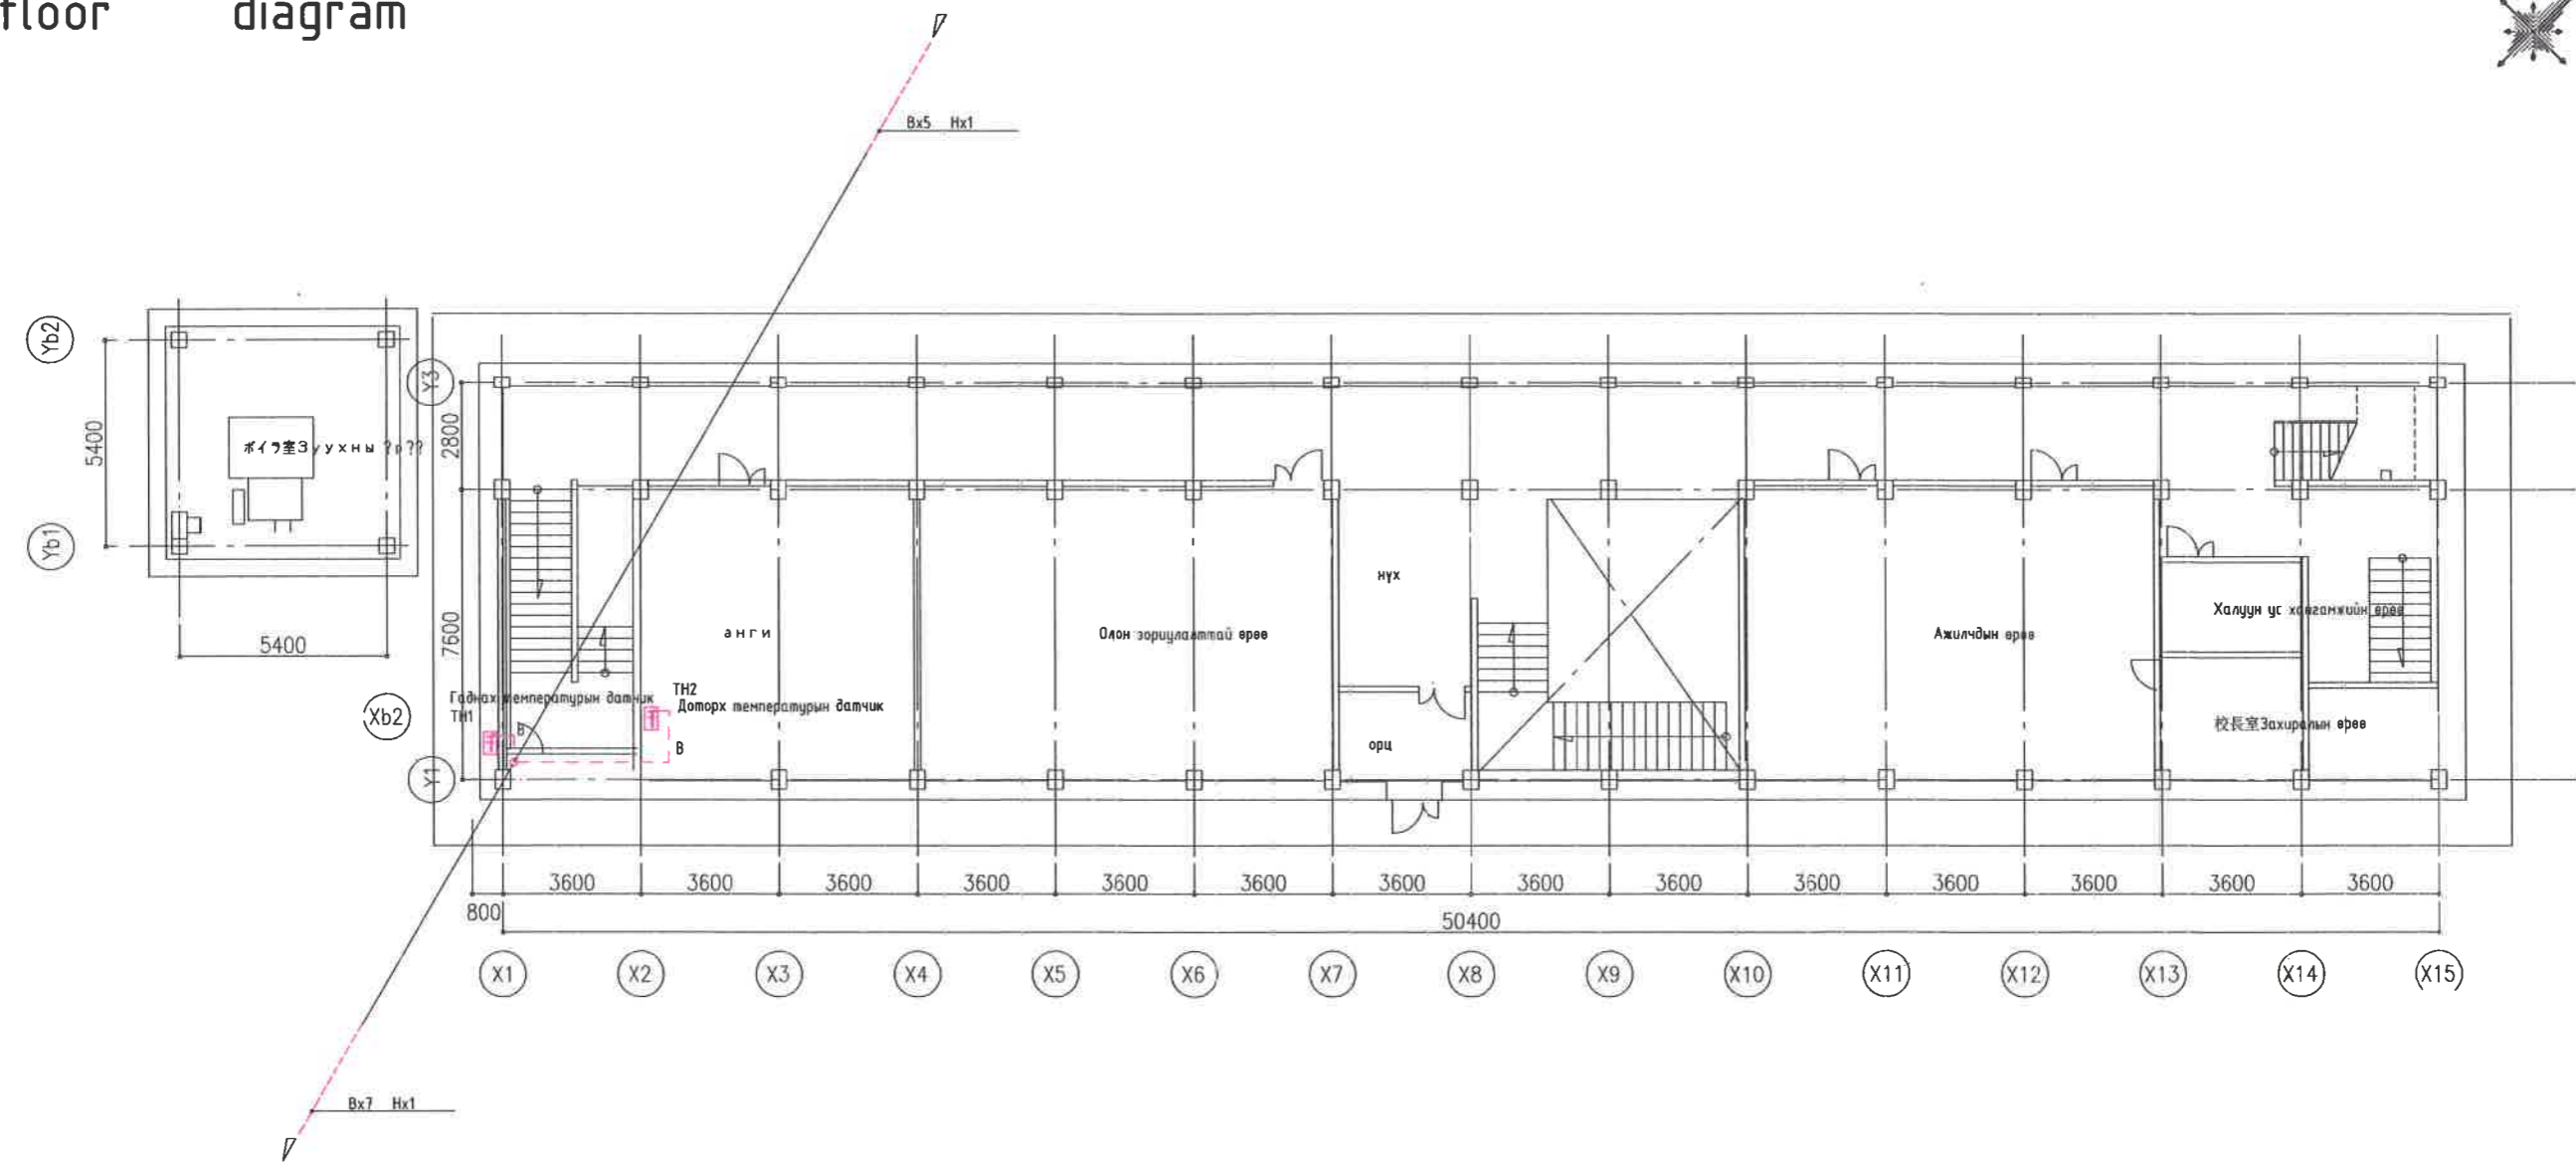 floor diagram
Bx5 Hx1
Yb2
Y3
5400
2800
ボイラ室Зуухны ?р??
Yb1
5400
7600
нүх
анги
Олон зориулалттай өрөө
Ажилчдын өрөө
Халуун ус хангамжийн өрөө
Гаднах температурын датчик
TH1
TH2
Доторх температурын датчик
Xb2
B
B
орц
校長室Захиралын өрөө
Y1
3600 3600 3600 3600 3600 3600 3600 3600 3600 3600 3600 3600 3600 3600
800
50400
X1 X2 X3 X4 X5 X6 X7 X8 X9 X10 X11 X12 X13 X14 X15
Bx7 Hx1